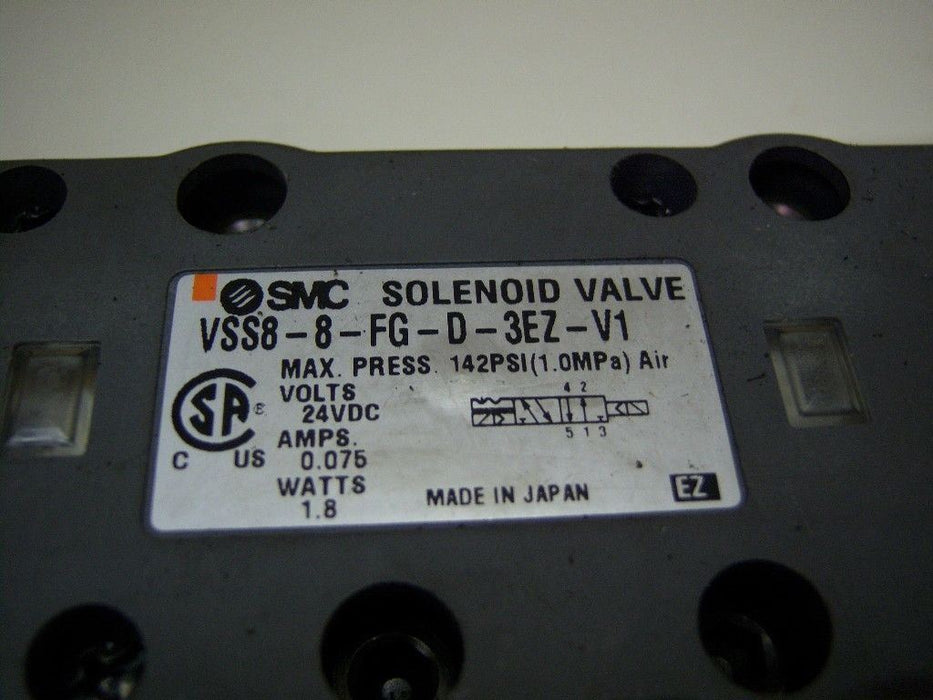 SMC SOLENOID VALVE
VSS8-8-FG-D-3EZ-V1
MAX. PRESS. 142PSI(1.0MPa) Air
SA ®
C US
VOLTS
24VDC
AMPS.
0.075
WATTS
1.8
4 2
5 1 3
MADE IN JAPAN
EZ